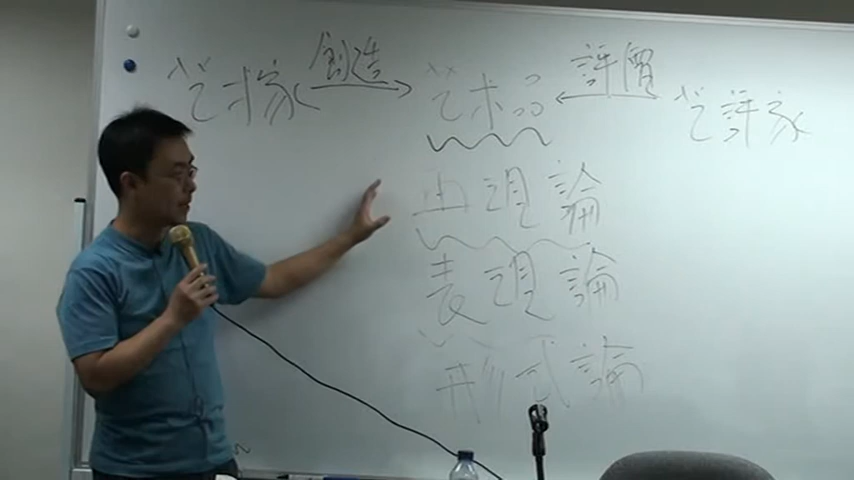 創造 評價
艺术家 艺术品 艺評家
再現論
表現論
形式論